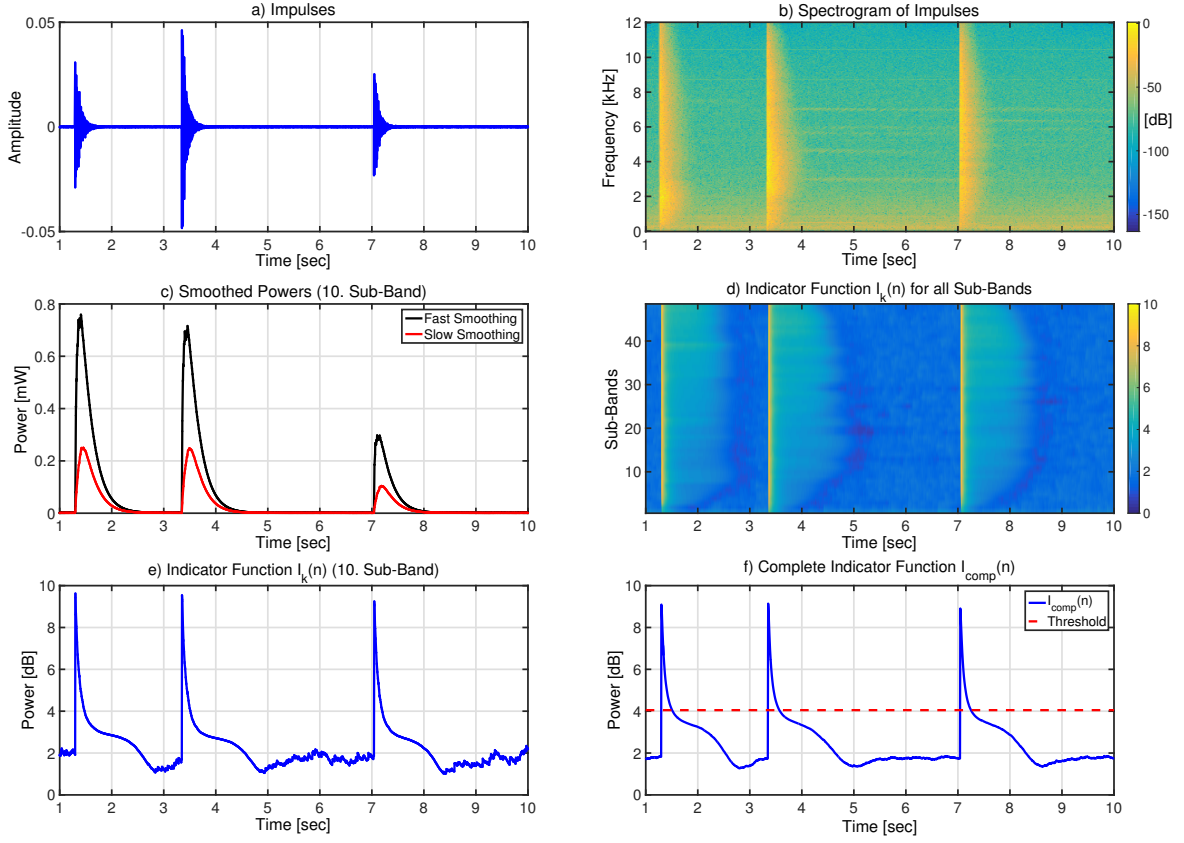 a) Impulses
0.05
0
-0.05
Amplitude
1 2 3 4 5 6 7 8 9 10
Time [sec]
b) Spectrogram of Impulses
12
10
8
6
4
2
0
Frequency [kHz]
1 2 3 4 5 6 7 8 9 10
Time [sec]
0
-50
-100
-150
[dB]
c) Smoothed Powers (10. Sub-Band)
Fast Smoothing
Slow Smoothing
0.8
0.6
0.4
0.2
0
Power [mW]
1 2 3 4 5 6 7 8 9 10
Time [sec]
d) Indicator Function I_k(n) for all Sub-Bands
40
30
20
10
Sub-Bands
1 2 3 4 5 6 7 8 9 10
Time [sec]
10
8
6
4
2
0
e) Indicator Function I_k(n) (10. Sub-Band)
10
8
6
4
2
0
Power [dB]
1 2 3 4 5 6 7 8 9 10
Time [sec]
f) Complete Indicator Function I_comp(n)
I_comp(n)
Threshold
10
8
6
4
2
0
Power [dB]
1 2 3 4 5 6 7 8 9 10
Time [sec]